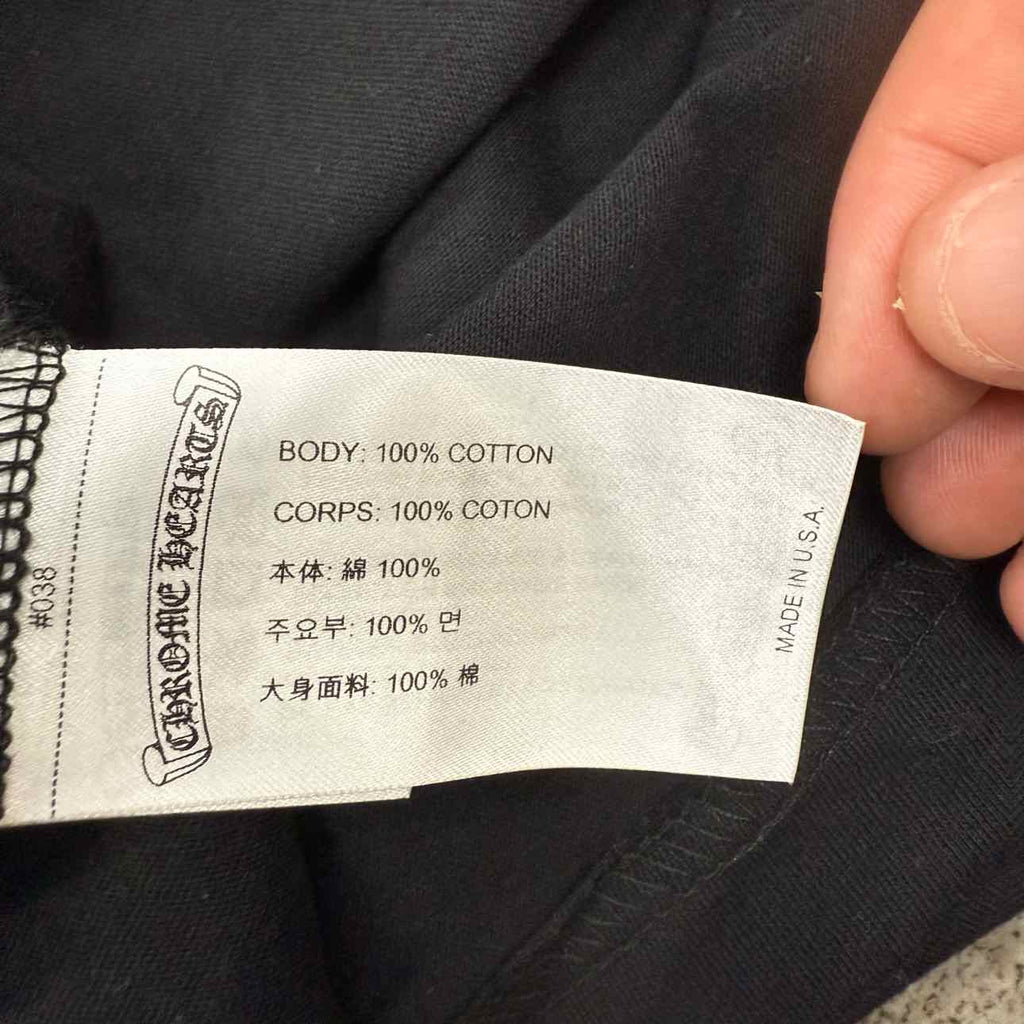 #038
CHROME HEARTS
BODY: 100% COTTON
CORPS: 100% COTON
本体: 綿 100%
주요부: 100% 면
大身面料: 100% 棉
MADE IN U.S.A.